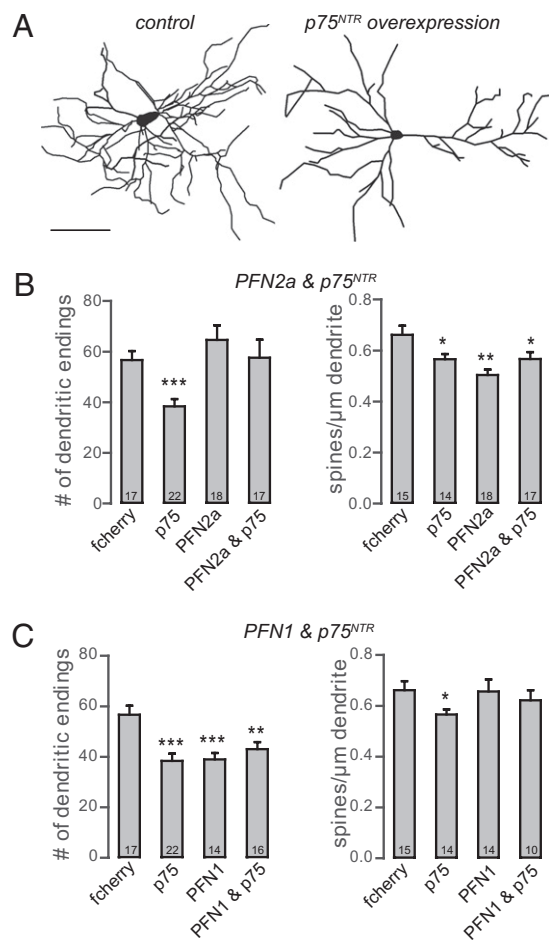 A
control
p75NTR overexpression
B
PFN2a & p75NTR
# of dendritic endings
80
60
40
20
0
***
17
22
18
17
fcherry
p75
PFN2a
PFN2a & p75
spines/µm dendrite
0.8
0.6
0.4
0.2
0.0
*
**
*
15
14
18
17
fcherry
p75
PFN2a
PFN2a & p75
C
PFN1 & p75NTR
# of dendritic endings
80
60
40
20
0
***
***
**
17
22
14
16
fcherry
p75
PFN1
PFN1 & p75
spines/µm dendrite
0.8
0.6
0.4
0.2
0.0
*
15
14
14
10
fcherry
p75
PFN1
PFN1 & p75